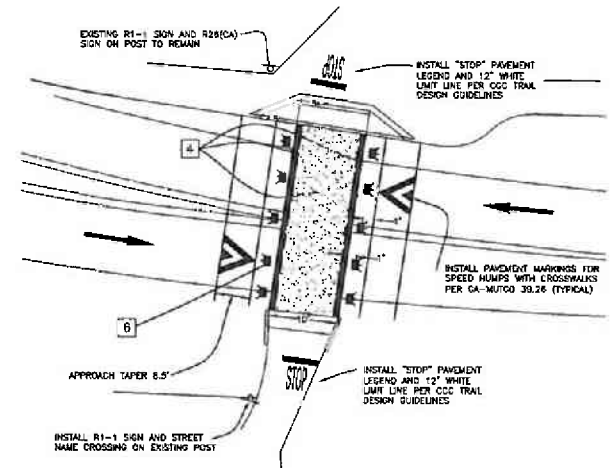 EXISTING R1-1 SIGN AND R26(CA)
SIGN ON POST TO REMAIN
STOP
INSTALL "STOP" PAVEMENT
LEGEND AND 12" WHITE
LIMIT LINE PER CCC TRAIL
DESIGN GUIDELINES
4
INSTALL PAVEMENT MARKINGS FOR
SPEED HUMPS WITH CROSSWALKS
PER CA-MUTCD 39.26 (TYPICAL)
6
APPROACH TAPER 8.5'
STOP
INSTALL "STOP" PAVEMENT
LEGEND AND 12" WHITE
LIMIT LINE PER CCC TRAIL
DESIGN GUIDELINES
INSTALL R1-1 SIGN AND STREET
NAME CROSSING ON EXISTING POST